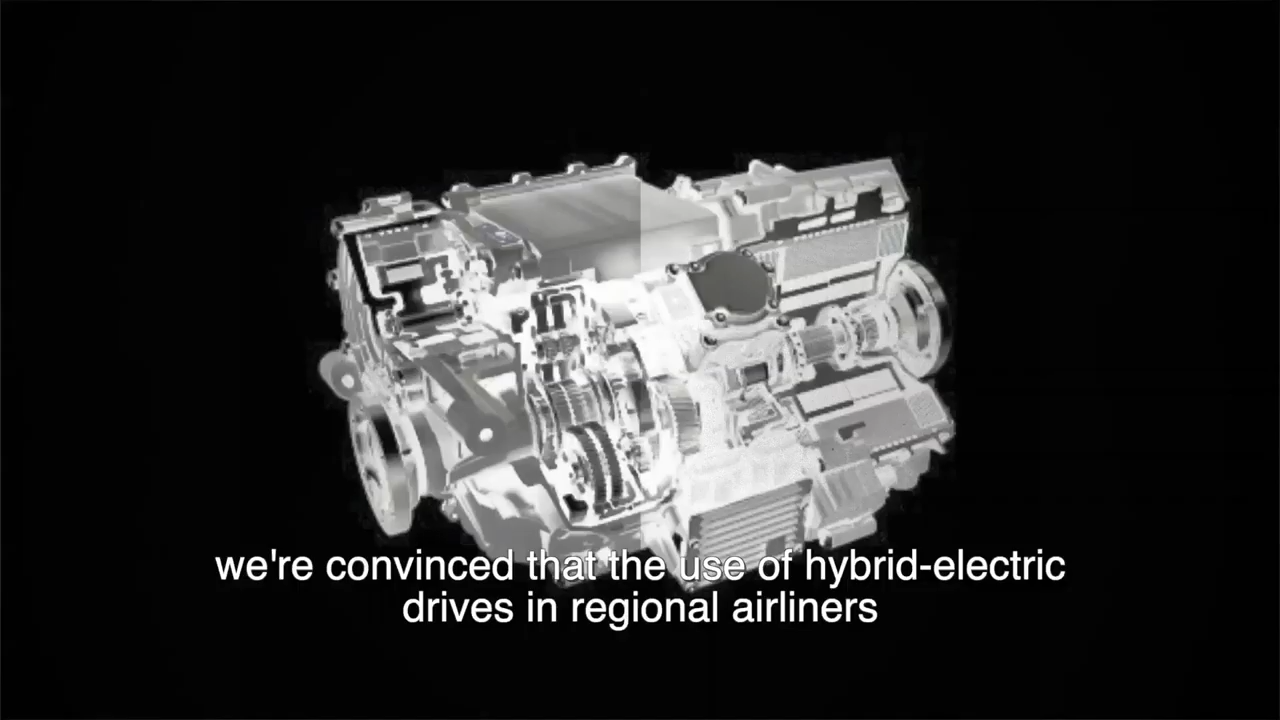 we're convinced that the use of hybrid-electric
drives in regional airliners